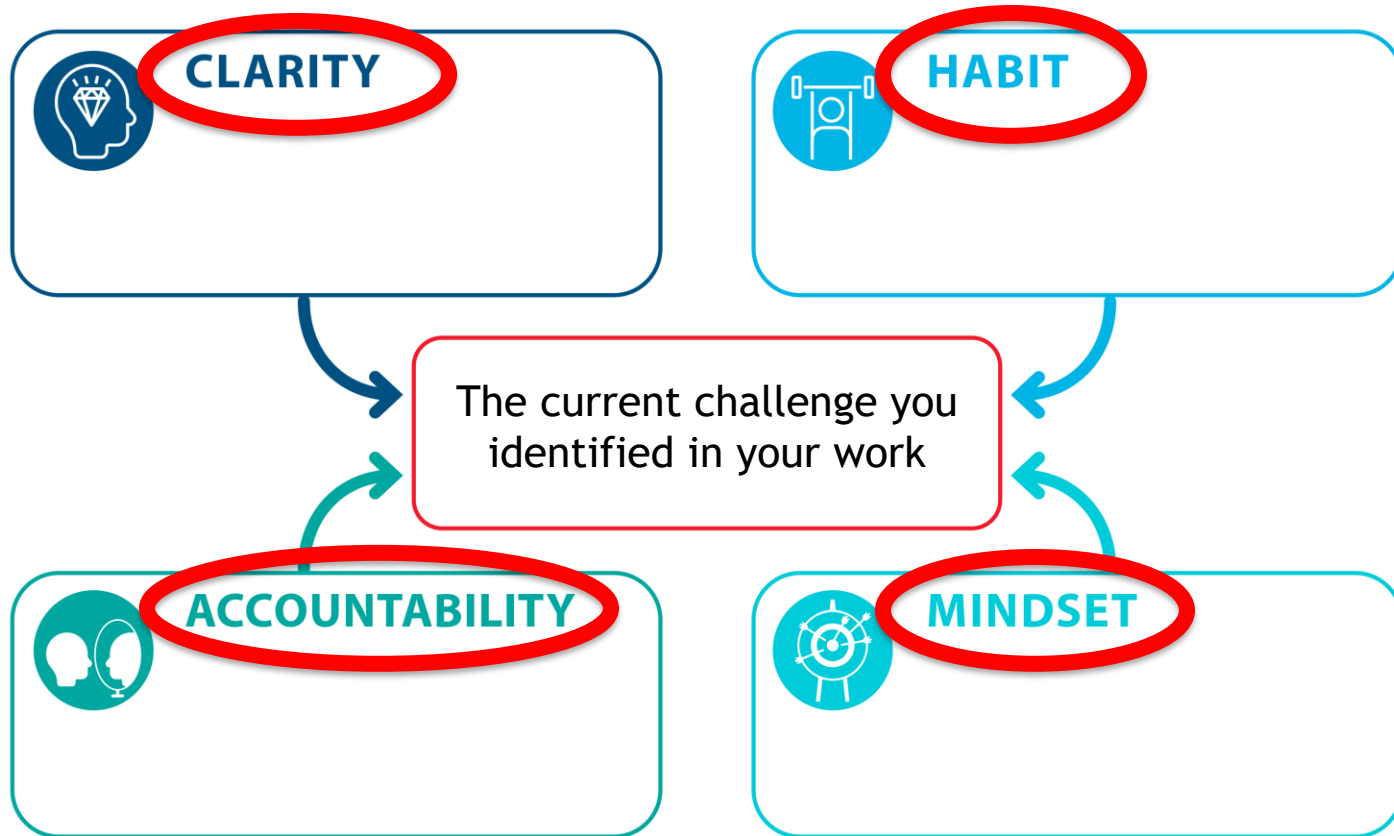 CLARITY
HABIT
The current challenge you
identified in your work
ACCOUNTABILITY
MINDSET